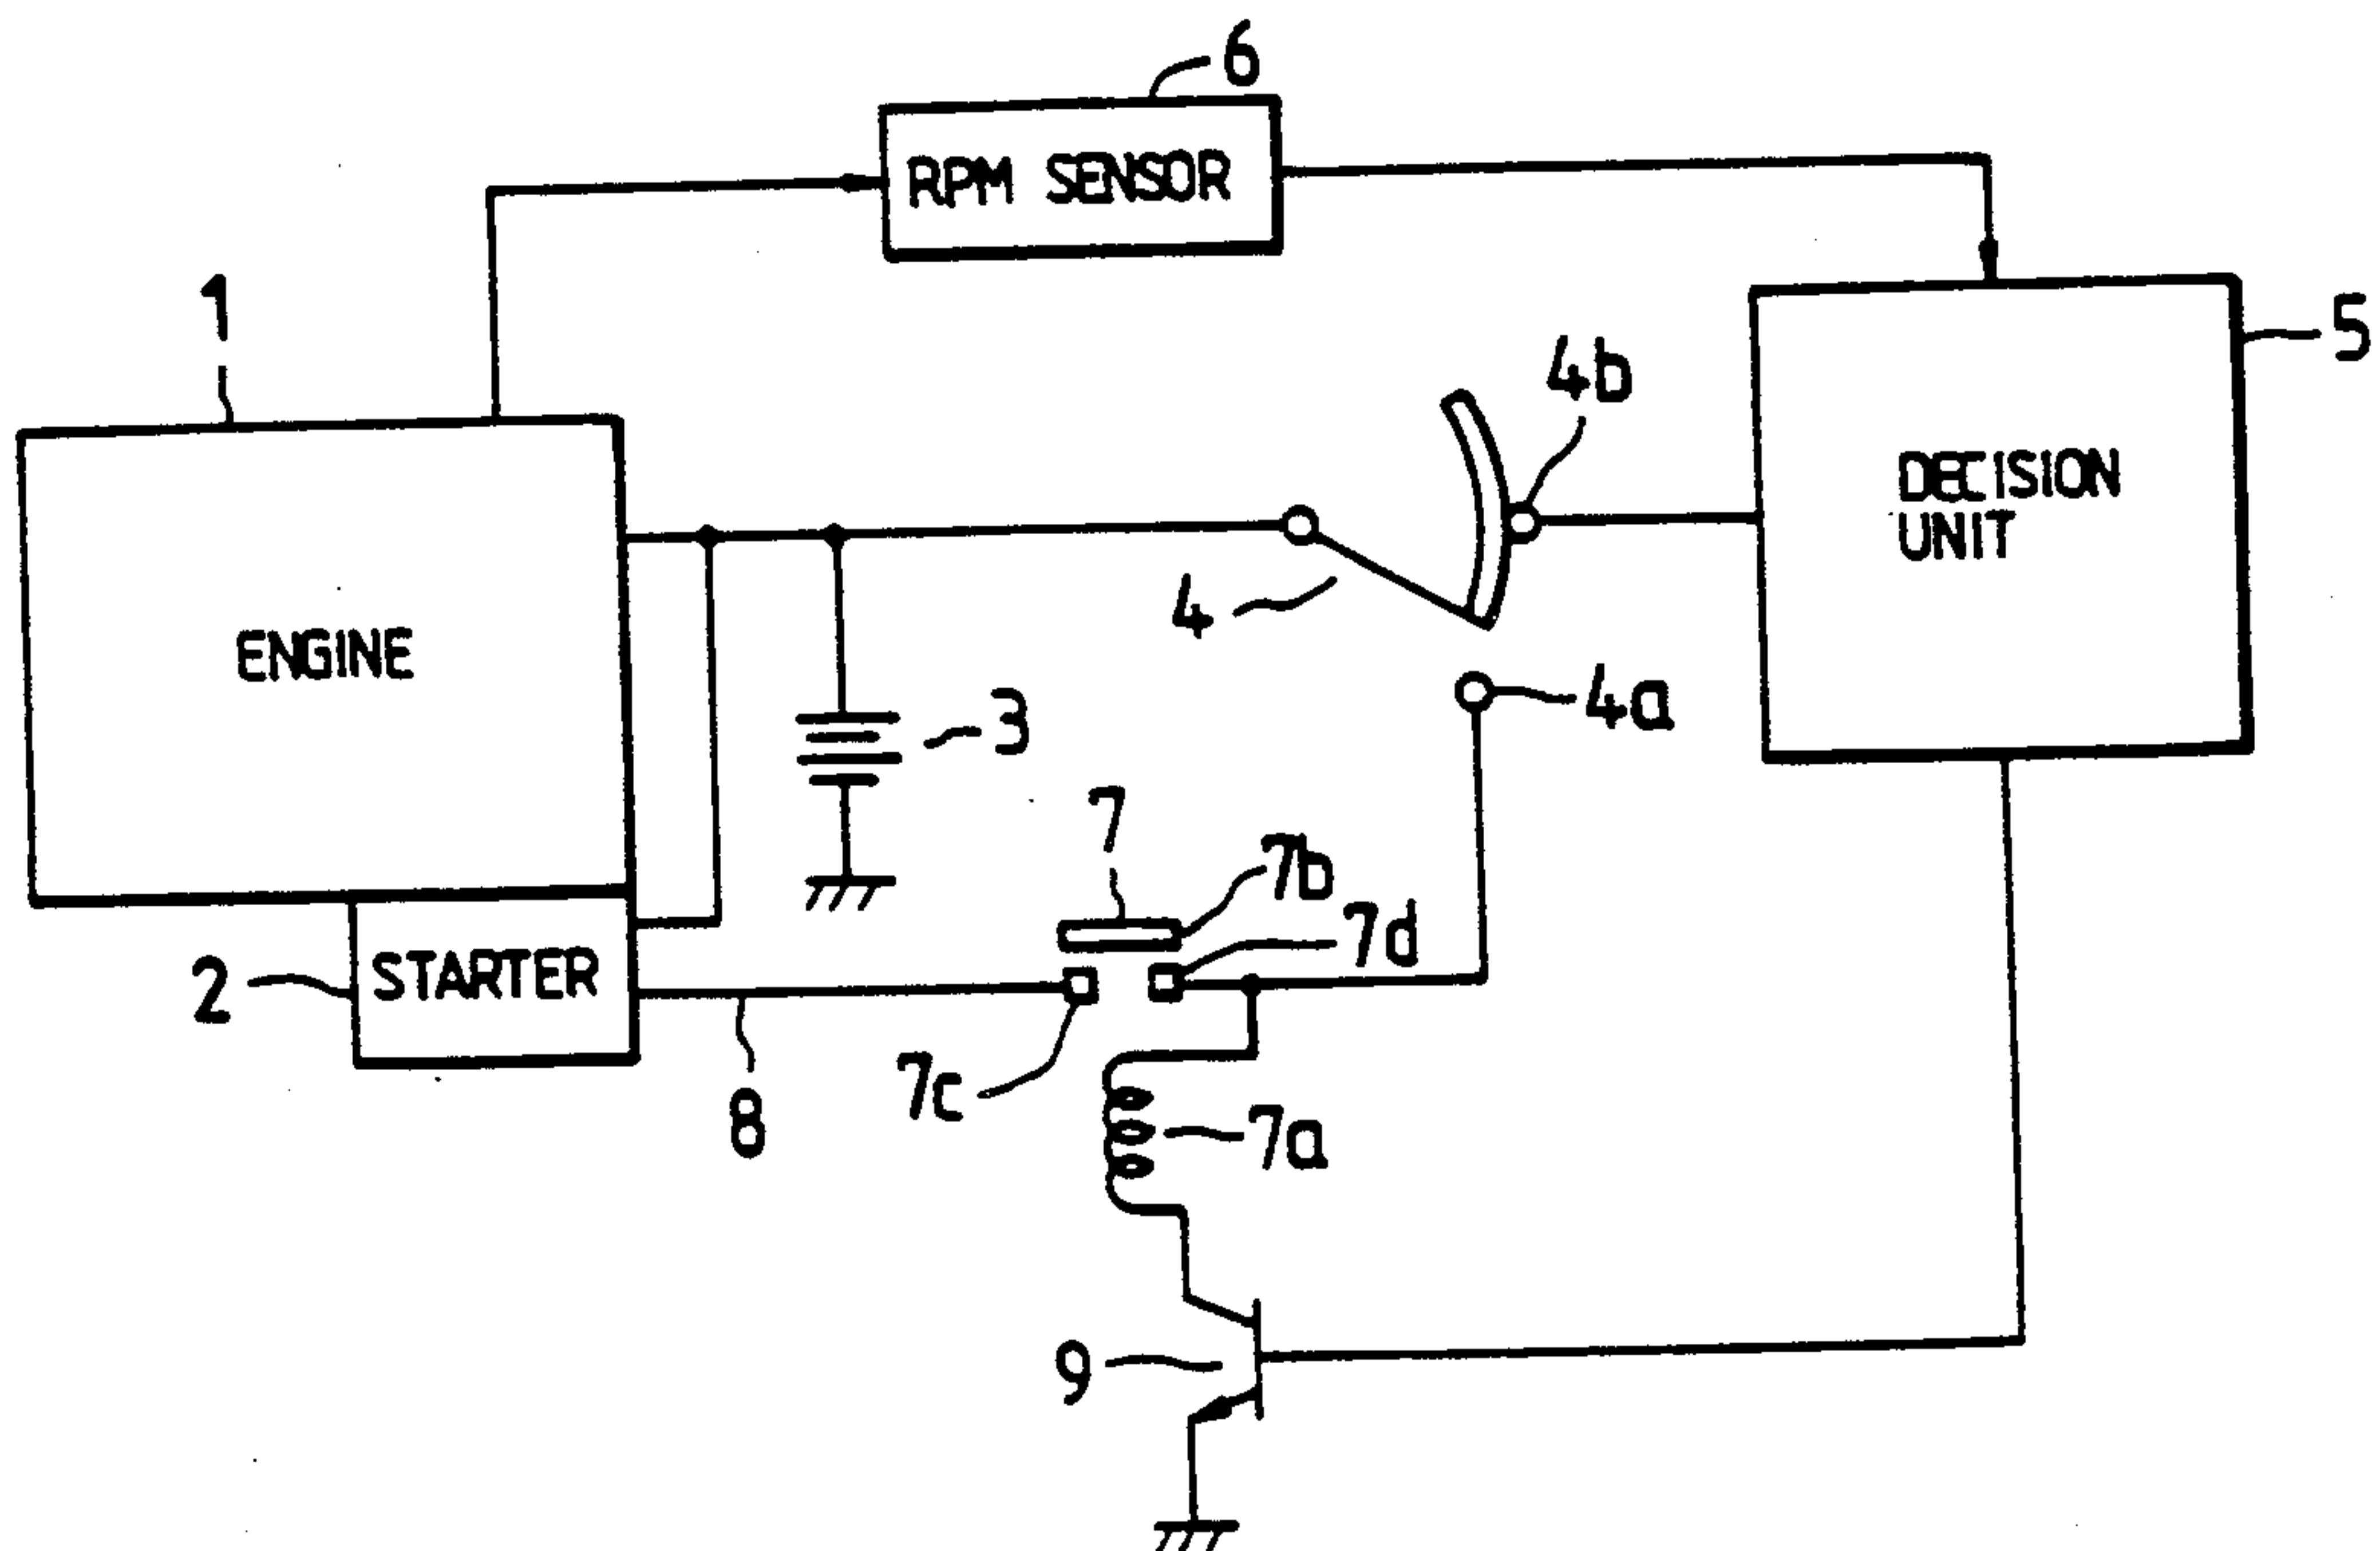 6
RPM SENSOR
1
5
4b
DECISION
UNIT
4
ENGINE
4a
3
7
7b
7d
STARTER
2
7c
8
7a
9